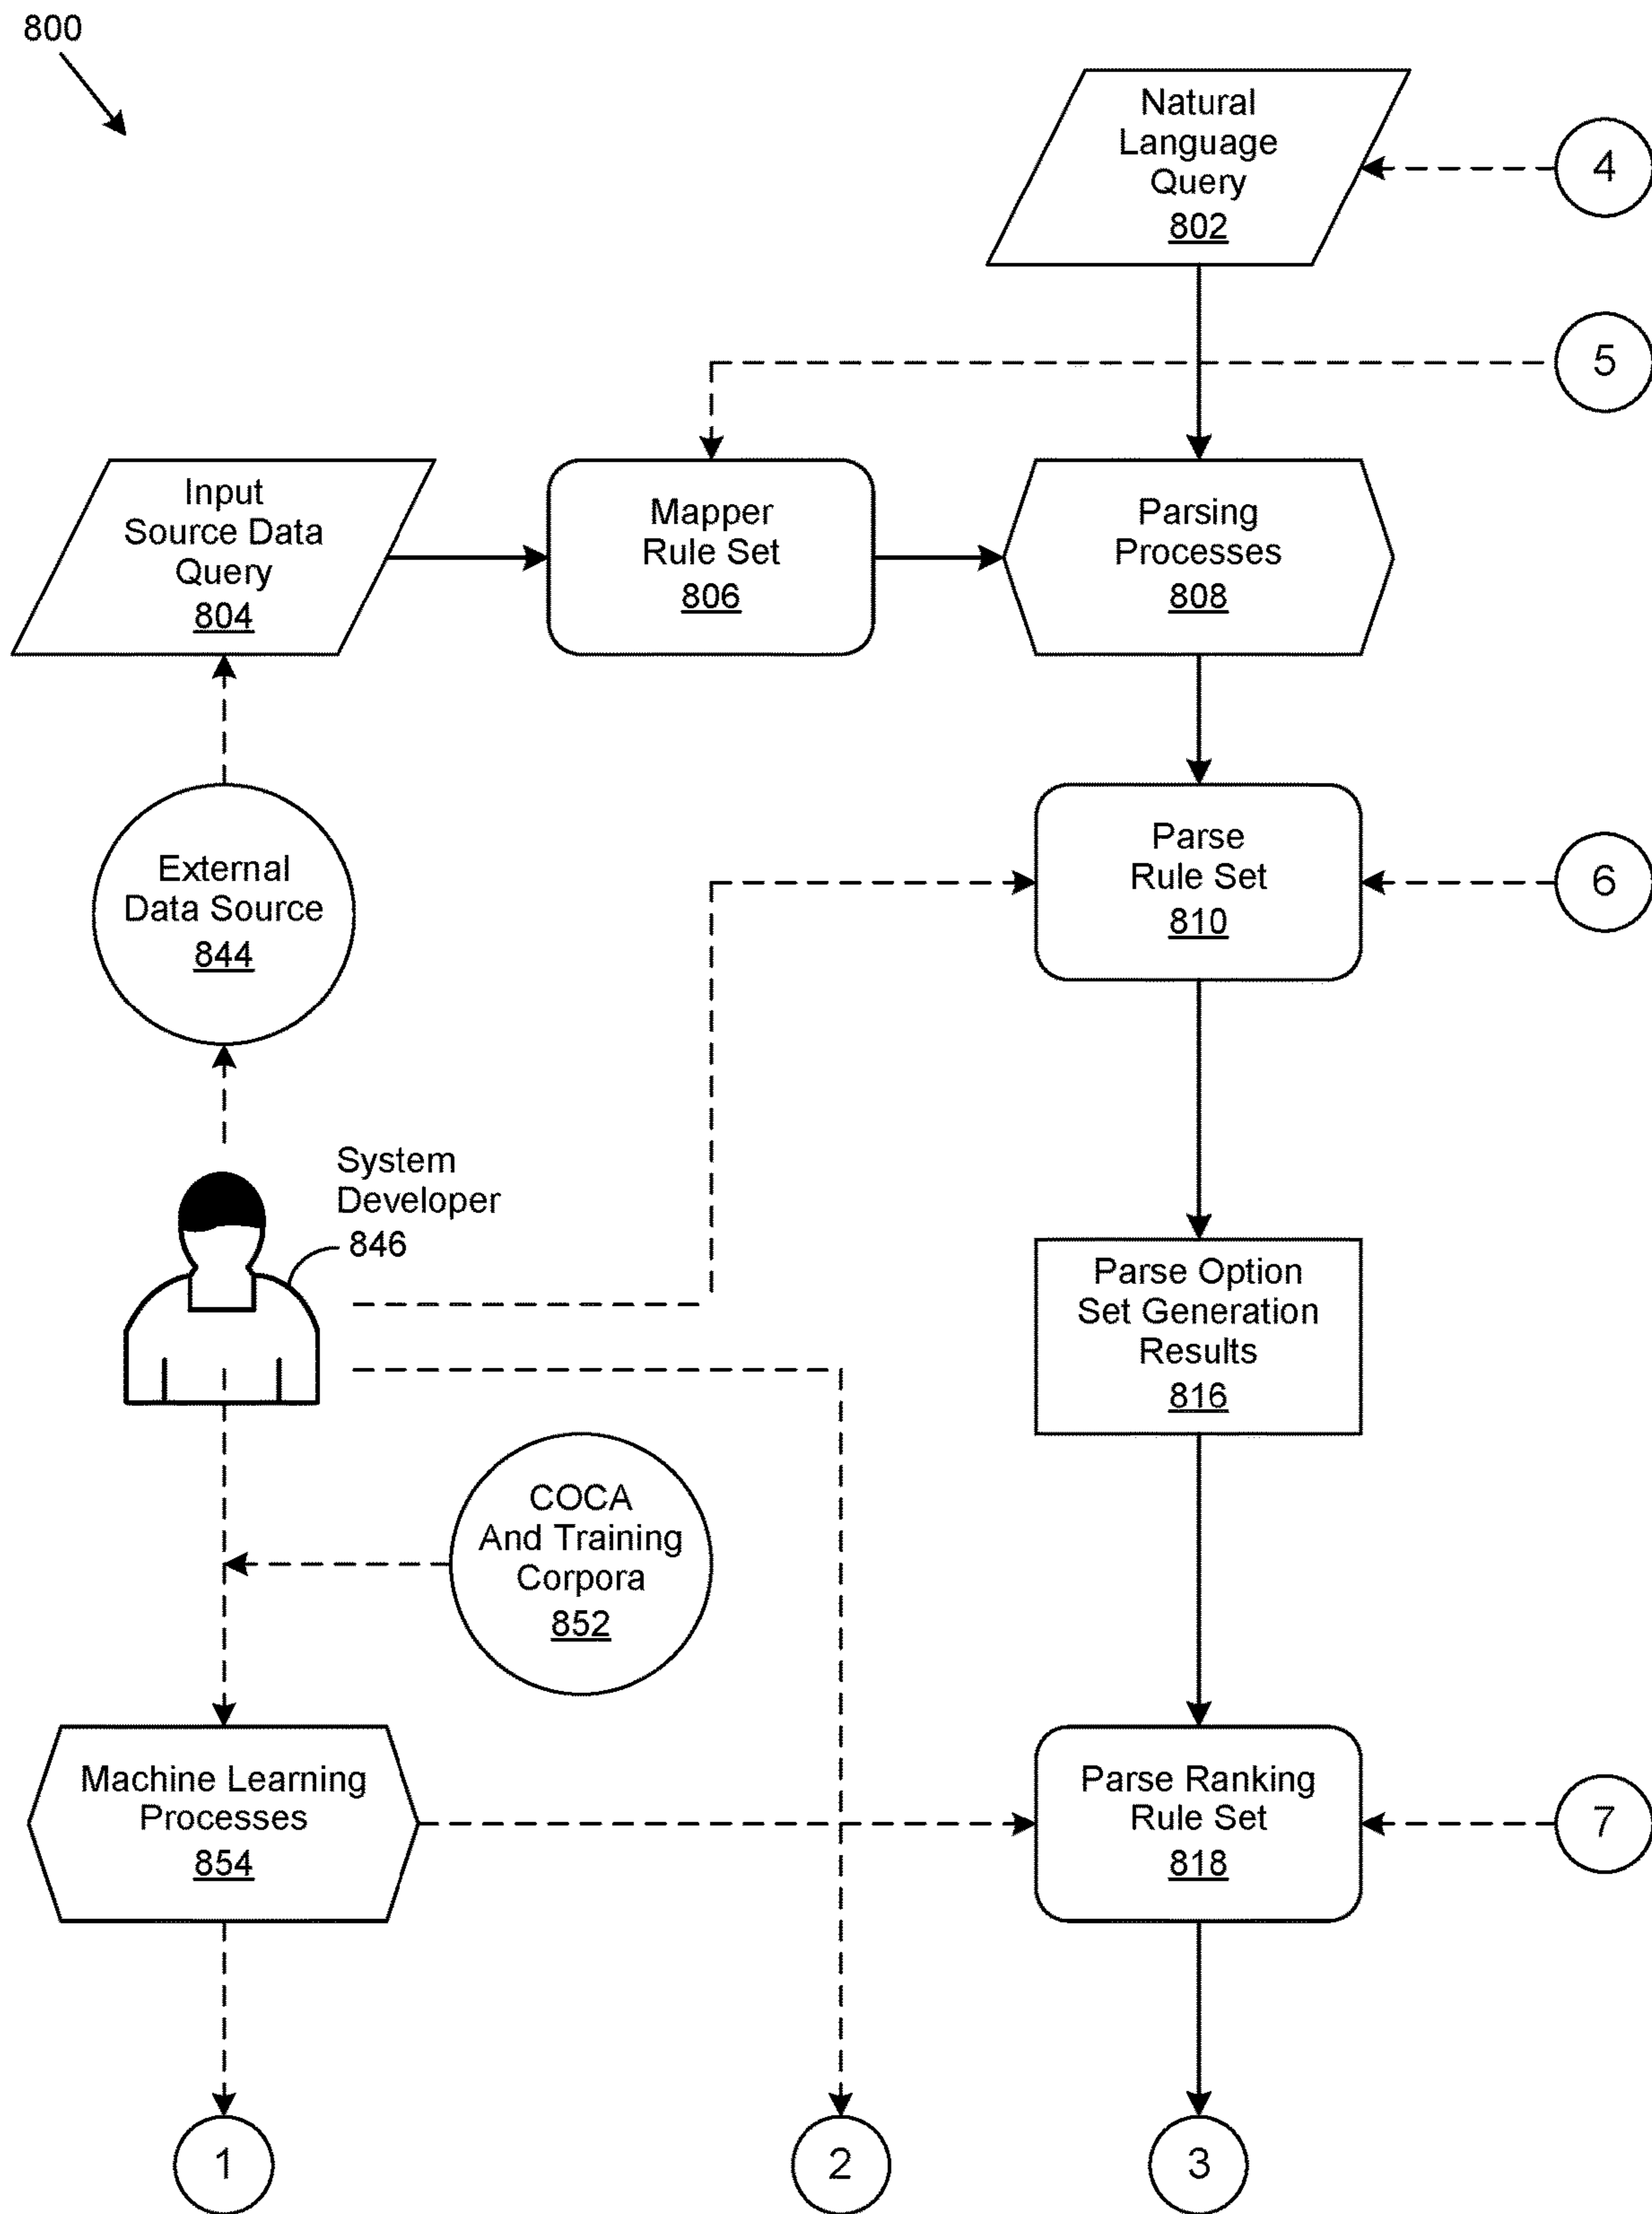 800
Natural
Language
Query
802
4
5
Input
Source Data
Query
804
Mapper
Rule Set
806
Parsing
Processes
808
External
Data Source
844
Parse
Rule Set
810
6
System
Developer
846
Parse Option
Set Generation
Results
816
COCA
And Training
Corpora
852
Machine Learning
Processes
854
Parse Ranking
Rule Set
818
7
1
2
3